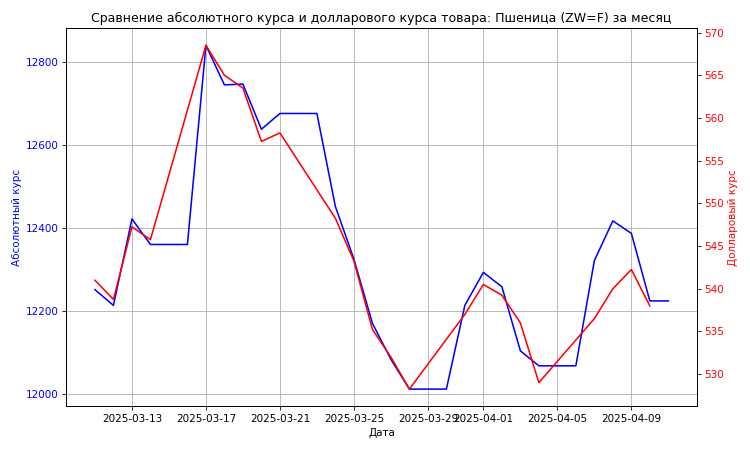 Сравнение абсолютного курса и долларового курса товара: Пшеница (ZW=F) за месяц
12800
12600
12400
12200
12000
Абсолютный курс
570
565
560
555
550
545
540
535
530
Долларовый курс
2025-03-13 2025-03-17 2025-03-21 2025-03-25 2025-03-29 2025-04-01 2025-04-05 2025-04-09
Дата